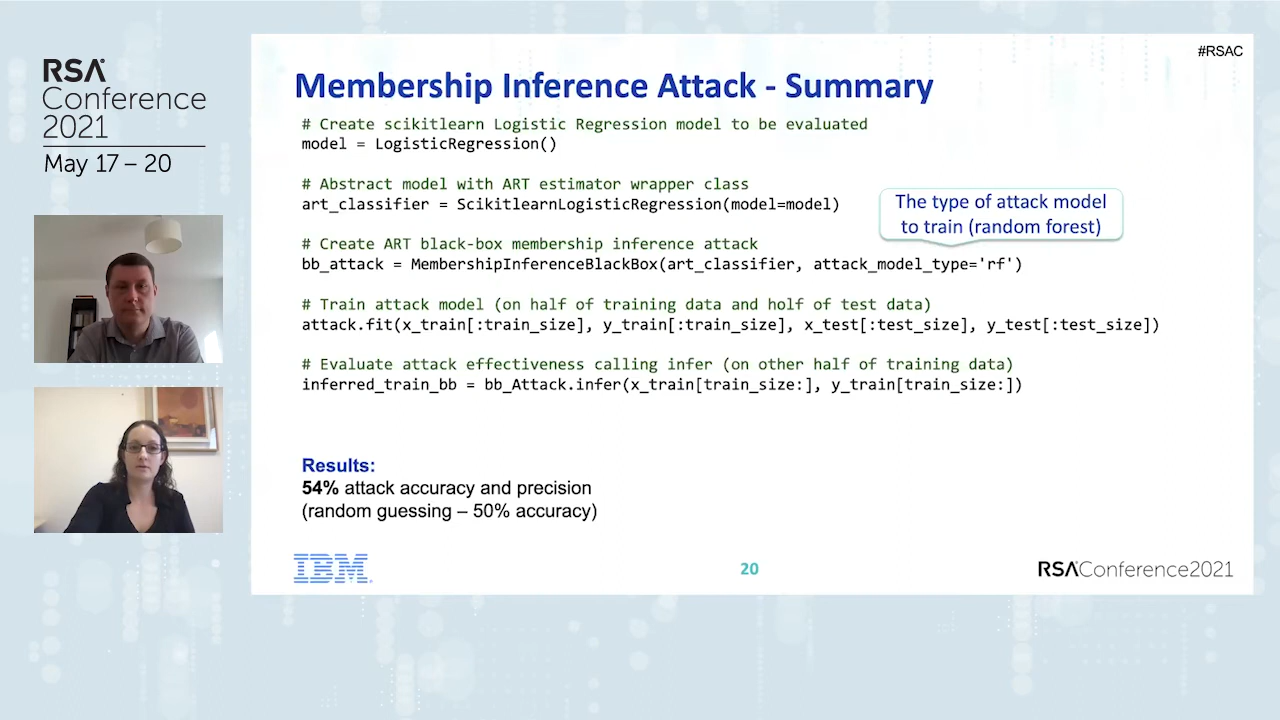 RSA
Conference
2021
May 17 – 20
#RSAC
Membership Inference Attack - Summary
# Create scikitlearn Logistic Regression model to be evaluated
model = LogisticRegression()
# Abstract model with ART estimator wrapper class
art_classifier = ScikitlearnLogisticRegression(model=model)
The type of attack model
to train (random forest)
# Create ART black-box membership inference attack
bb_attack = MembershipInferenceBlackBox(art_classifier, attack_model_type='rf')
# Train attack model (on half of training data and holf of test data)
attack.fit(x_train[:train_size], y_train[:train_size], x_test[:test_size], y_test[:test_size])
# Evaluate attack effectiveness calling infer (on other half of training data)
inferred_train_bb = bb_Attack.infer(x_train[train_size:], y_train[train_size:])
Results:
54% attack accuracy and precision
(random guessing – 50% accuracy)
IBM
20
RSAConference2021